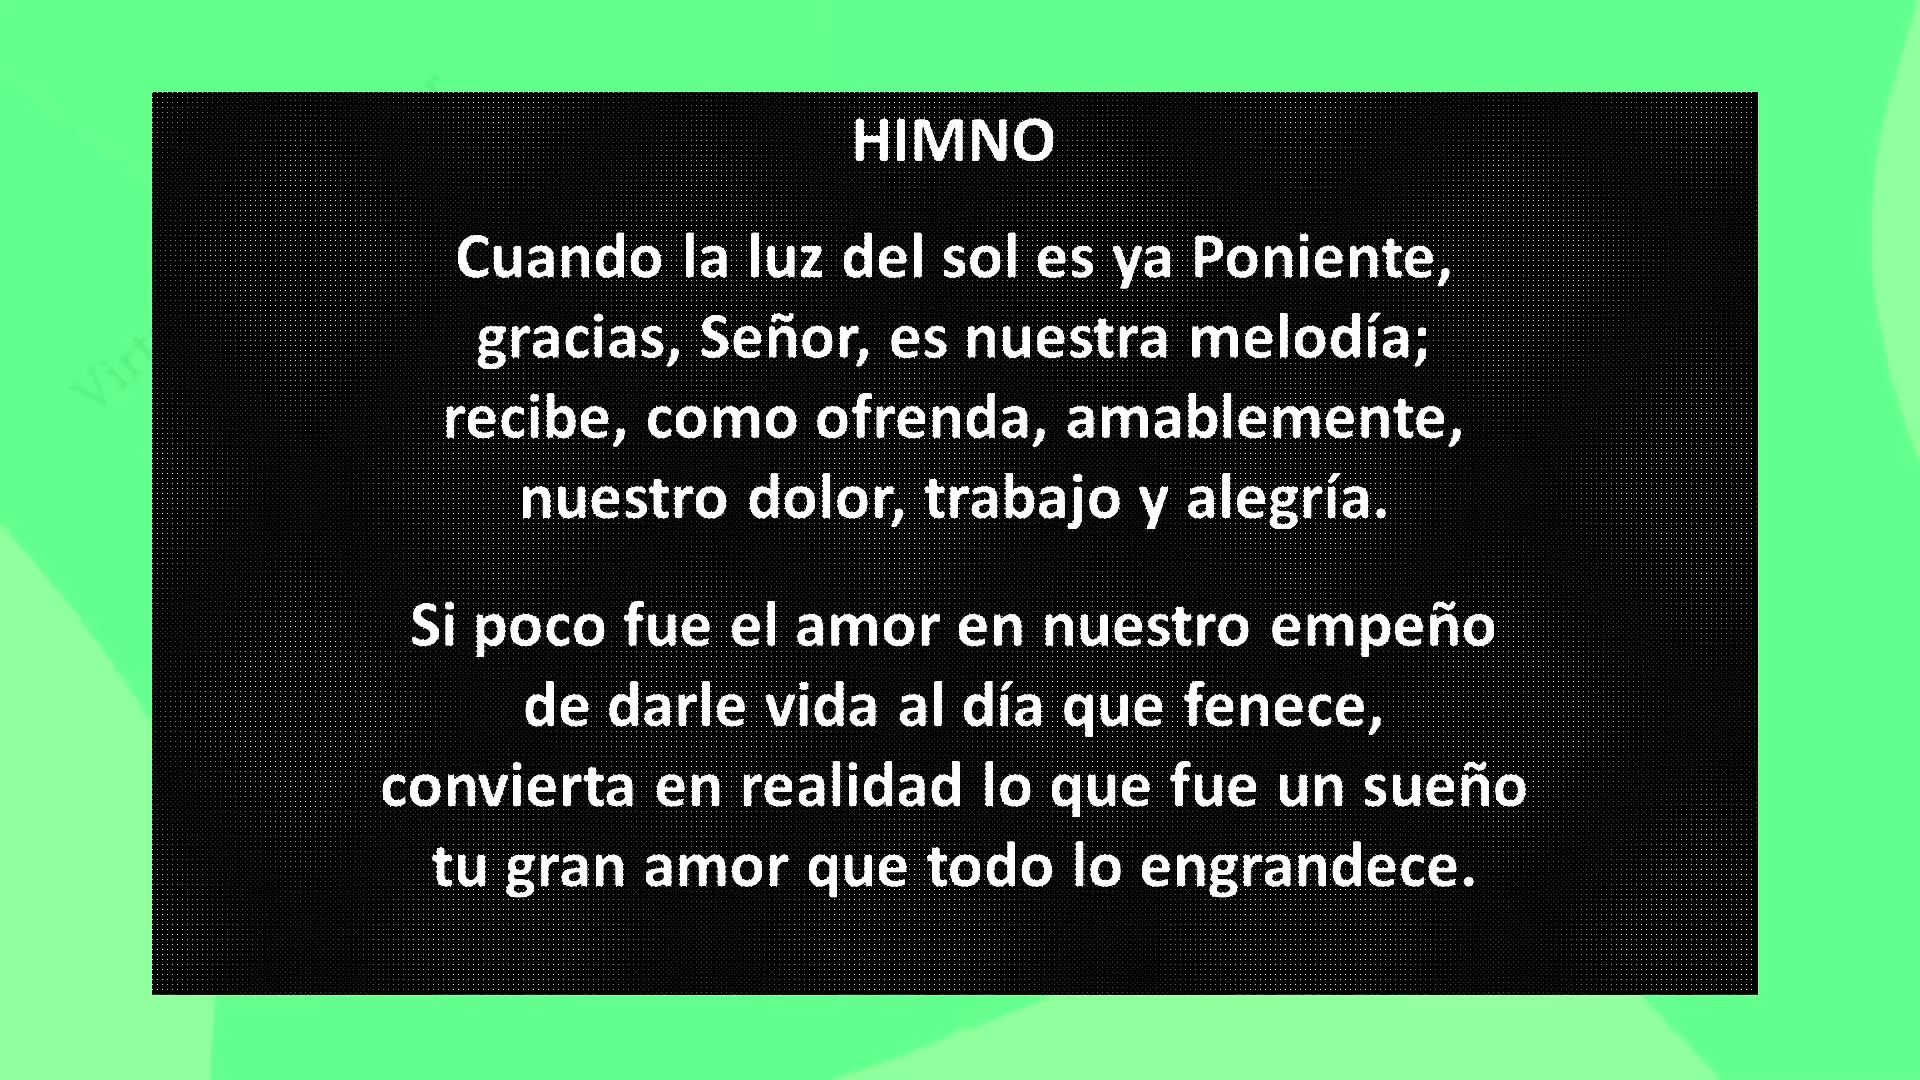 HIMNO
Cuando la luz del sol es ya Poniente,
gracias, Señor, es nuestra melodía;
recibe, como ofrenda, amablemente,
nuestro dolor, trabajo y alegría.
Si poco fue el amor en nuestro empeño
de darle vida al día que fenece,
convierta en realidad lo que fue un sueño
tu gran amor que todo lo engrandece.